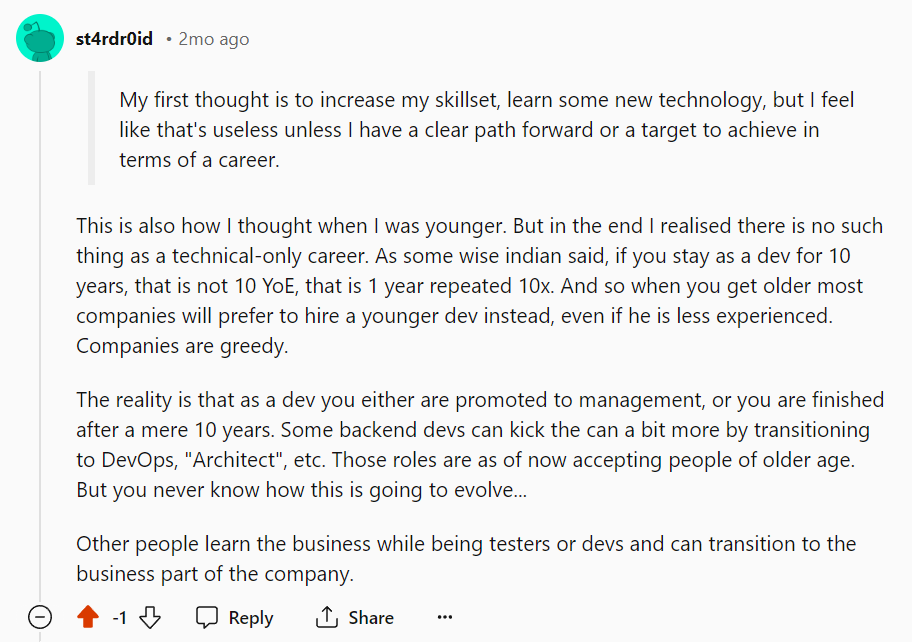 st4rdr0id • 2mo ago
My first thought is to increase my skillset, learn some new technology, but I feel
like that's useless unless I have a clear path forward or a target to achieve in
terms of a career.
This is also how I thought when I was younger. But in the end I realised there is no such
thing as a technical-only career. As some wise indian said, if you stay as a dev for 10
years, that is not 10 YoE, that is 1 year repeated 10x. And so when you get older most
companies will prefer to hire a younger dev instead, even if he is less experienced.
Companies are greedy.
The reality is that as a dev you either are promoted to management, or you are finished
after a mere 10 years. Some backend devs can kick the can a bit more by transitioning
to DevOps, "Architect", etc. Those roles are as of now accepting people of older age.
But you never know how this is going to evolve...
Other people learn the business while being testers or devs and can transition to the
business part of the company.
-1 Reply Share ...